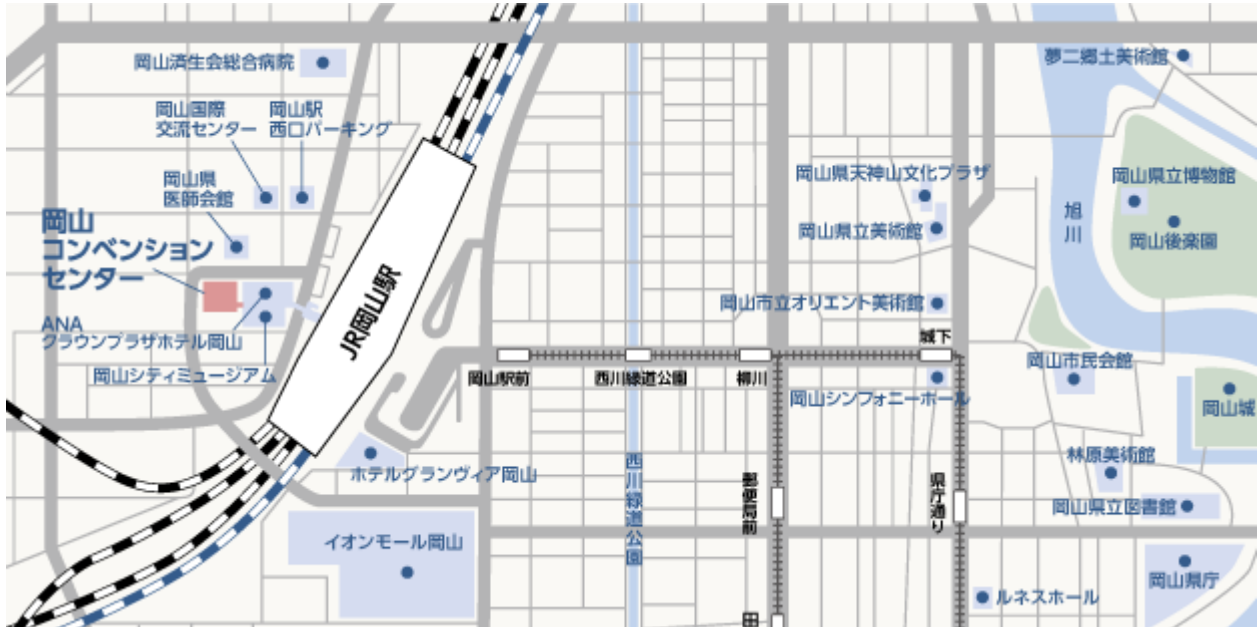 岡山済生会総合病院
夢二郷土美術館
岡山国際
交流センター
岡山駅
西口パーキング
岡山県
医師会館
岡山
コンベンション
センター
ANA
クラウンプラザホテル岡山
岡山シティミュージアム
JR岡山駅
岡山県天神山文化プラザ
岡山県立美術館
岡山市立オリエント美術館
旭川
岡山県立博物館
岡山後楽園
城下
岡山駅前
西川緑道公園
柳川
岡山シンフォニーホール
岡山市民会館
岡山城
ホテルグランヴィア岡山
西川緑道公園
郵便局前
県庁通り
林原美術館
岡山県立図書館
イオンモール岡山
岡山県庁
ルネスホール
田